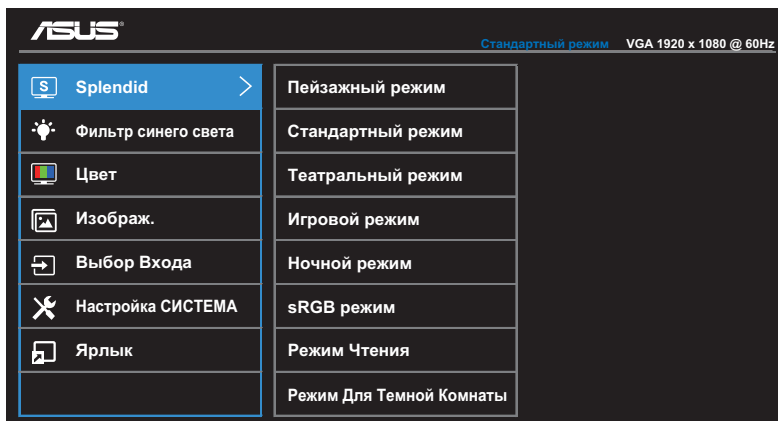 ASUS
Стандартный режим VGA 1920 x 1080 @ 60Hz
S Splendid
Фильтр синего света
Цвет
Изображ.
Выбор Входа
Настройка СИСТЕМА
Ярлык
Пейзажный режим
Стандартный режим
Театральный режим
Игровой режим
Ночной режим
sRGB режим
Режим Чтения
Режим Для Темной Комнаты